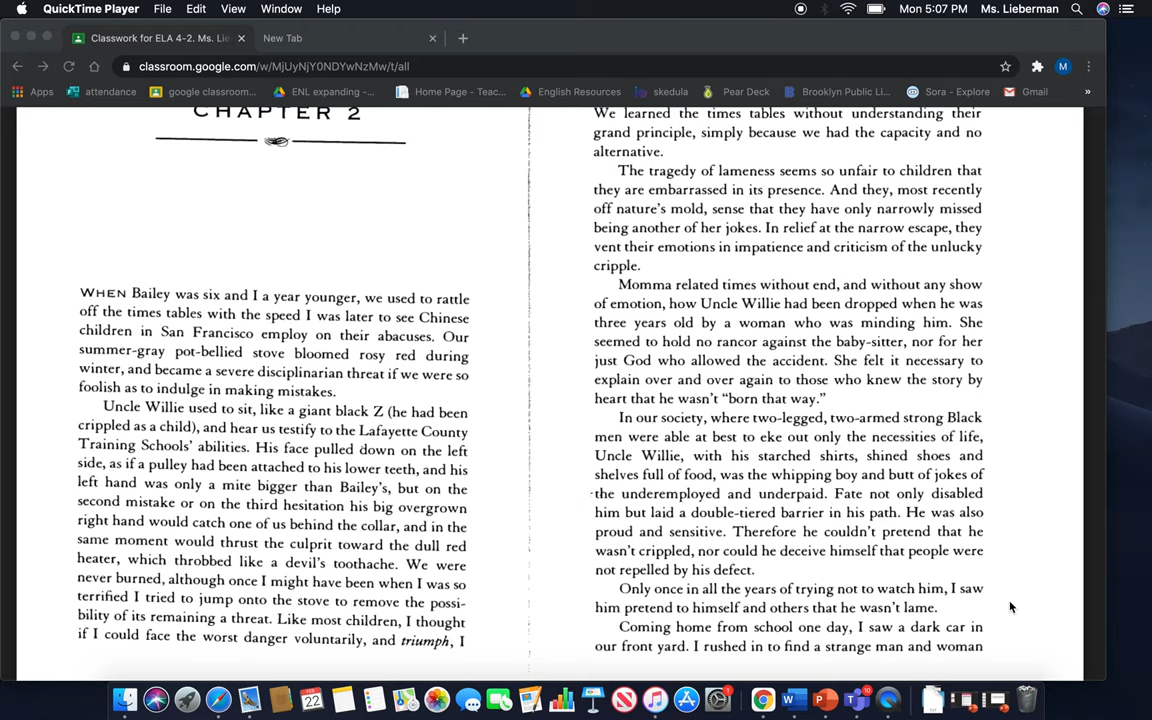 QuickTime Player File Edit View Window Help Mon 5:07 PM Ms. Lieberman
Classwork for ELA 4-2. Ms. Lie New Tab
classroom.google.com/w/MjUyNjY0NDYwNzMw/t/all M
Apps attendance google classroom... ENL expanding -... Home Page - Teac... English Resources skedula Pear Deck Brooklyn Public Li... Sora - Explore Gmail »
CHAPTER 2
WHEN Bailey was six and I a year younger, we used to rattle
off the times tables with the speed I was later to see Chinese
children in San Francisco employ on their abacuses. Our
summer-gray pot-bellied stove bloomed rosy red during
winter, and became a severe disciplinarian threat if we were so
foolish as to indulge in making mistakes.
Uncle Willie used to sit, like a giant black Z (he had been
crippled as a child), and hear us testify to the Lafayette County
Training Schools' abilities. His face pulled down on the left
side, as if a pulley had been attached to his lower teeth, and his
left hand was only a mite bigger than Bailey's, but on the
second mistake or on the third hesitation his big overgrown
right hand would catch one of us behind the collar, and in the
same moment would thrust the culprit toward the dull red
heater, which throbbed like a devil's toothache. We were
never burned, although once I might have been when I was so
terrified I tried to jump onto the stove to remove the possi-
bility of its remaining a threat. Like most children, I thought
if I could face the worst danger voluntarily, and triumph, I
We learned the times tables without understanding their
grand principle, simply because we had the capacity and no
alternative.
The tragedy of lameness seems so unfair to children that
they are embarrassed in its presence. And they, most recently
off nature's mold, sense that they have only narrowly missed
being another of her jokes. In relief at the narrow escape, they
vent their emotions in impatience and criticism of the unlucky
cripple.
Momma related times without end, and without any show
of emotion, how Uncle Willie had been dropped when he was
three years old by a woman who was minding him. She
seemed to hold no rancor against the baby-sitter, nor for her
just God who allowed the accident. She felt it necessary to
explain over and over again to those who knew the story by
heart that he wasn't "born that way."
In our society, where two-legged, two-armed strong Black
men were able at best to eke out only the necessities of life,
Uncle Willie, with his starched shirts, shined shoes and
shelves full of food, was the whipping boy and butt of jokes of
the underemployed and underpaid. Fate not only disabled
him but laid a double-tiered barrier in his path. He was also
proud and sensitive. Therefore he couldn't pretend that he
wasn't crippled, nor could he deceive himself that people were
not repelled by his defect.
Only once in all the years of trying not to watch him, I saw
him pretend to himself and others that he wasn't lame.
Coming home from school one day, I saw a dark car in
our front yard. I rushed in to find a strange man and woman
FEB
22
1
10